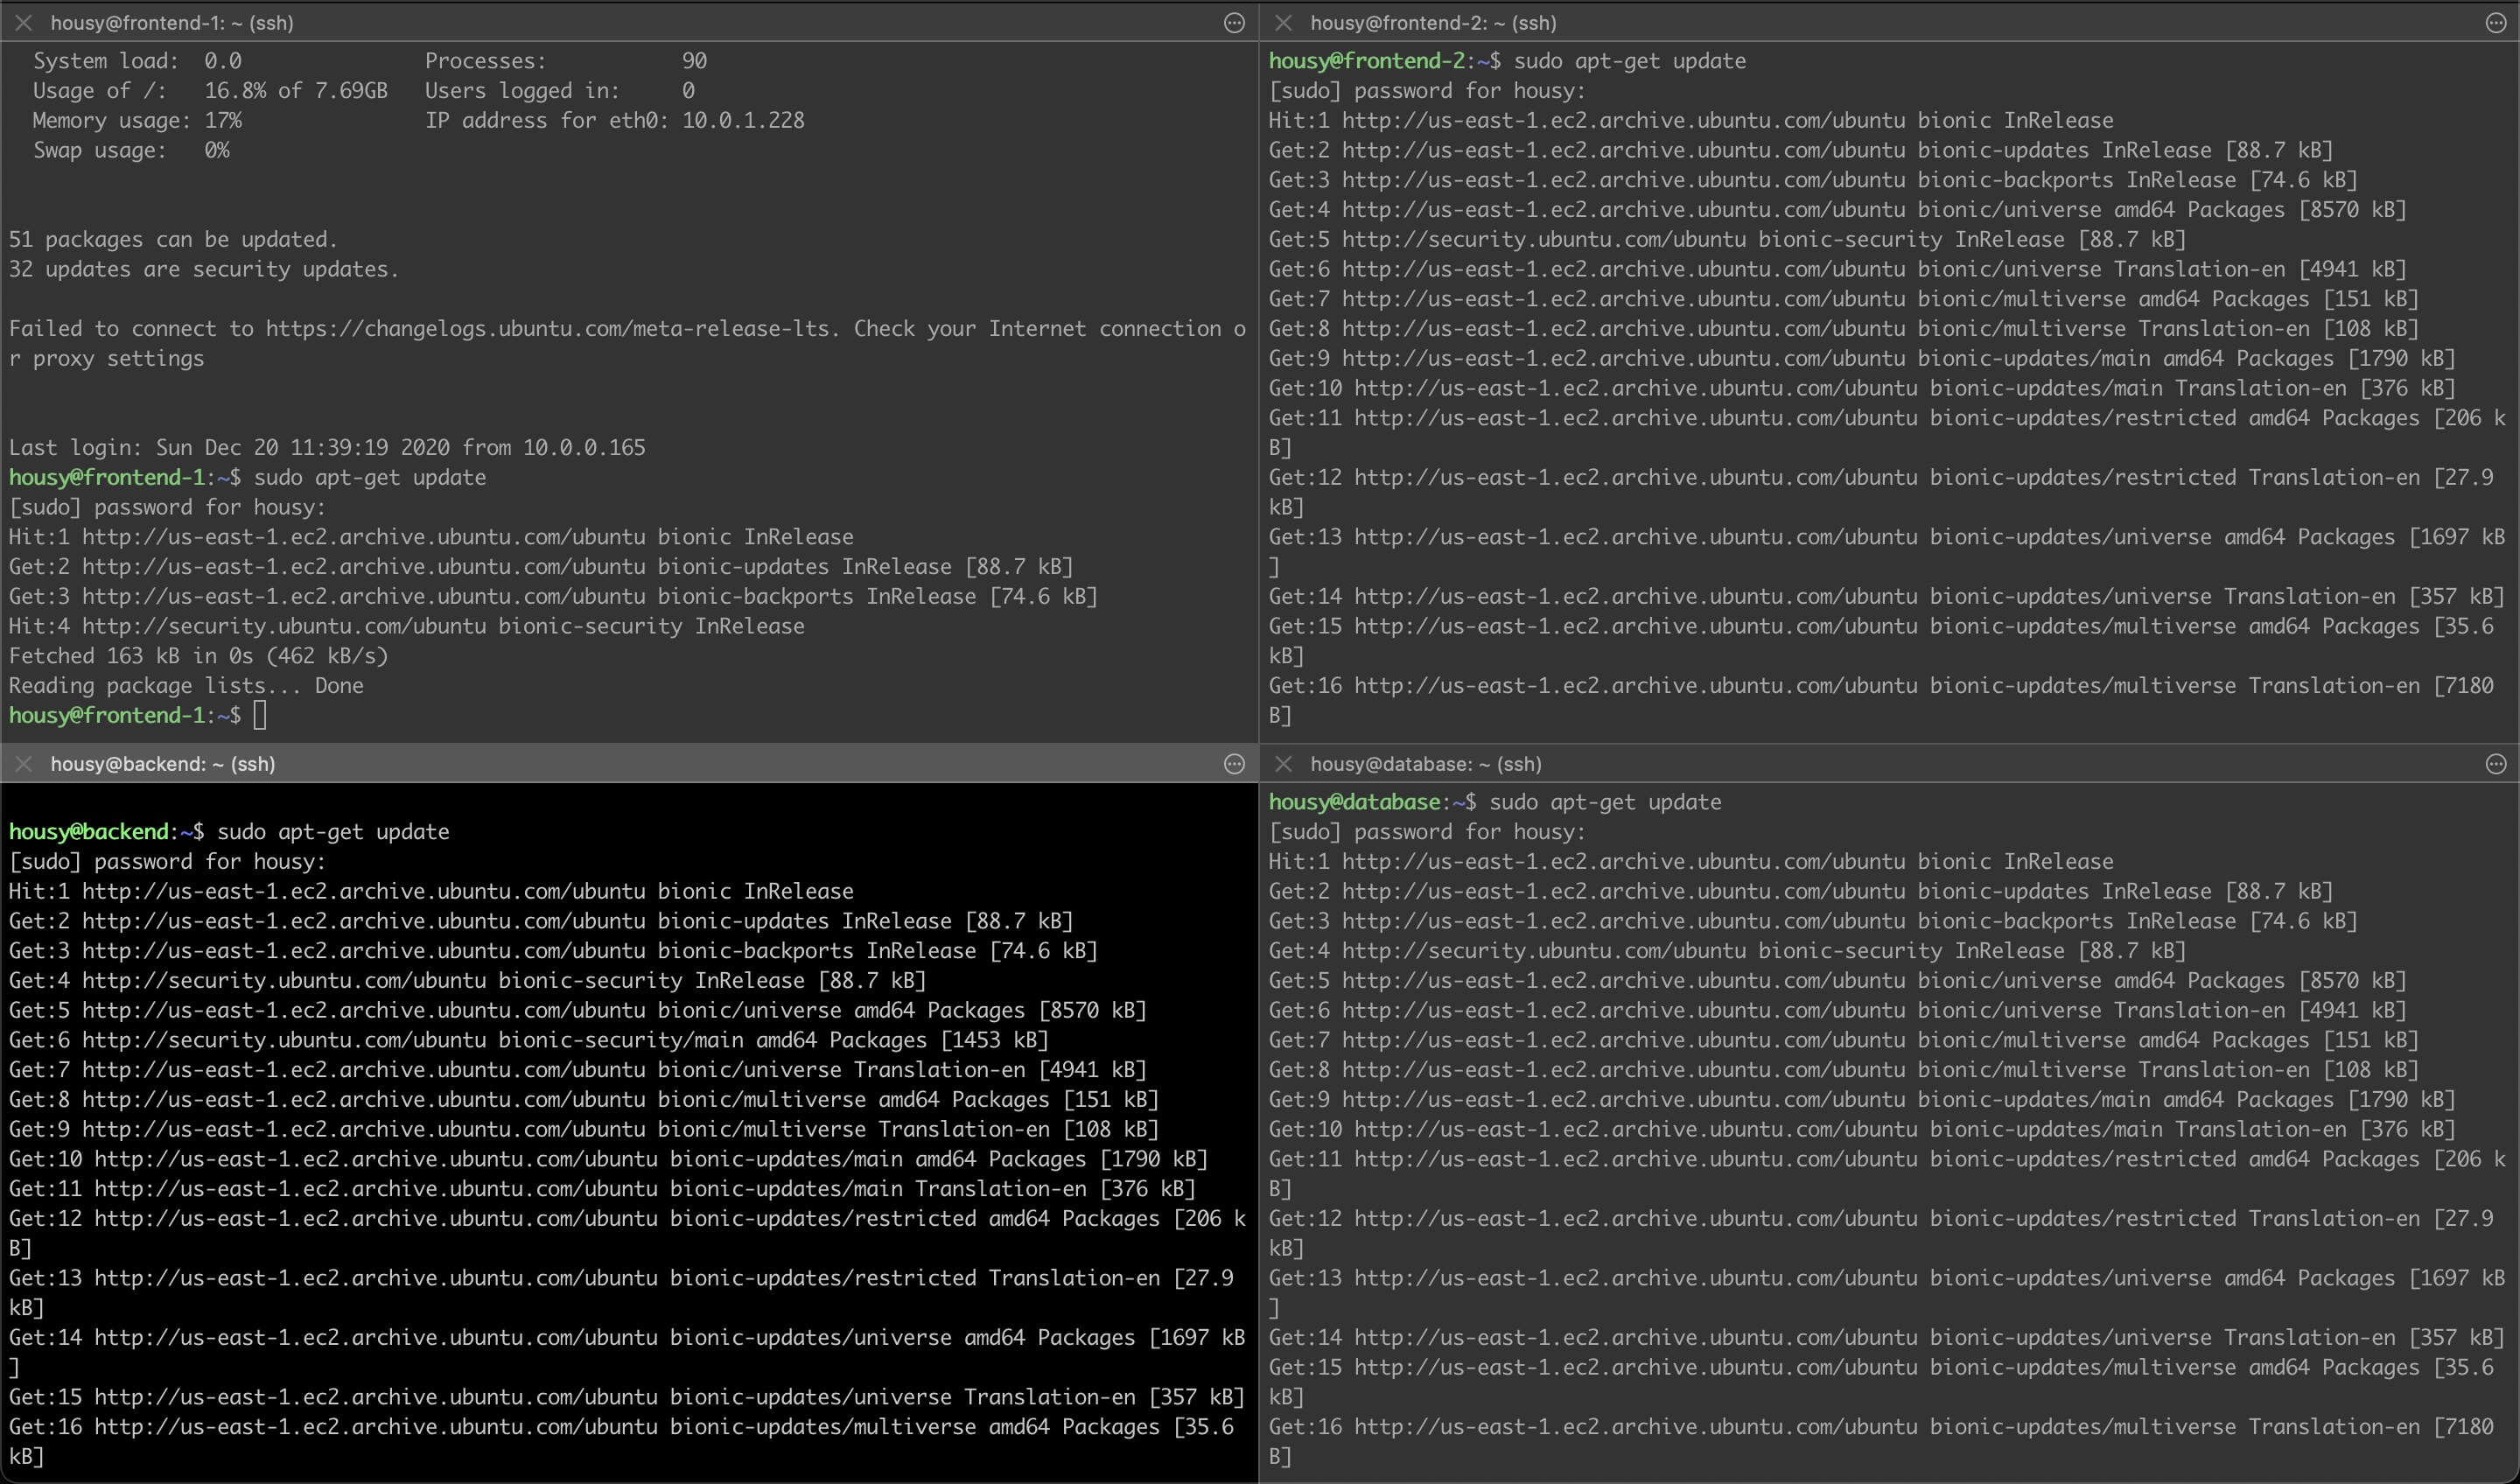 housy@frontend-1: ~ (ssh)
System load:  0.0               Processes:           90
Usage of /:   16.8% of 7.69GB   Users logged in:     0
Memory usage: 17%               IP address for eth0: 10.0.1.228
Swap usage:   0%
51 packages can be updated.
32 updates are security updates.
Failed to connect to https://changelogs.ubuntu.com/meta-release-lts. Check your Internet connection o
r proxy settings
Last login: Sun Dec 20 11:39:19 2020 from 10.0.0.165
housy@frontend-1:~$ sudo apt-get update
[sudo] password for housy:
Hit:1 http://us-east-1.ec2.archive.ubuntu.com/ubuntu bionic InRelease
Get:2 http://us-east-1.ec2.archive.ubuntu.com/ubuntu bionic-updates InRelease [88.7 kB]
Get:3 http://us-east-1.ec2.archive.ubuntu.com/ubuntu bionic-backports InRelease [74.6 kB]
Hit:4 http://security.ubuntu.com/ubuntu bionic-security InRelease
Fetched 163 kB in 0s (462 kB/s)
Reading package lists... Done
housy@frontend-1:~$
housy@frontend-2: ~ (ssh)
housy@frontend-2:~$ sudo apt-get update
[sudo] password for housy:
Hit:1 http://us-east-1.ec2.archive.ubuntu.com/ubuntu bionic InRelease
Get:2 http://us-east-1.ec2.archive.ubuntu.com/ubuntu bionic-updates InRelease [88.7 kB]
Get:3 http://us-east-1.ec2.archive.ubuntu.com/ubuntu bionic-backports InRelease [74.6 kB]
Get:4 http://us-east-1.ec2.archive.ubuntu.com/ubuntu bionic/universe amd64 Packages [8570 kB]
Get:5 http://security.ubuntu.com/ubuntu bionic-security InRelease [88.7 kB]
Get:6 http://us-east-1.ec2.archive.ubuntu.com/ubuntu bionic/universe Translation-en [4941 kB]
Get:7 http://us-east-1.ec2.archive.ubuntu.com/ubuntu bionic/multiverse amd64 Packages [151 kB]
Get:8 http://us-east-1.ec2.archive.ubuntu.com/ubuntu bionic/multiverse Translation-en [108 kB]
Get:9 http://us-east-1.ec2.archive.ubuntu.com/ubuntu bionic-updates/main amd64 Packages [1790 kB]
Get:10 http://us-east-1.ec2.archive.ubuntu.com/ubuntu bionic-updates/main Translation-en [376 kB]
Get:11 http://us-east-1.ec2.archive.ubuntu.com/ubuntu bionic-updates/restricted amd64 Packages [206 k
B]
Get:12 http://us-east-1.ec2.archive.ubuntu.com/ubuntu bionic-updates/restricted Translation-en [27.9
kB]
Get:13 http://us-east-1.ec2.archive.ubuntu.com/ubuntu bionic-updates/universe amd64 Packages [1697 kB
]
Get:14 http://us-east-1.ec2.archive.ubuntu.com/ubuntu bionic-updates/universe Translation-en [357 kB]
Get:15 http://us-east-1.ec2.archive.ubuntu.com/ubuntu bionic-updates/multiverse amd64 Packages [35.6
kB]
Get:16 http://us-east-1.ec2.archive.ubuntu.com/ubuntu bionic-updates/multiverse Translation-en [7180
B]
housy@backend: ~ (ssh)
housy@backend:~$ sudo apt-get update
[sudo] password for housy:
Hit:1 http://us-east-1.ec2.archive.ubuntu.com/ubuntu bionic InRelease
Get:2 http://us-east-1.ec2.archive.ubuntu.com/ubuntu bionic-updates InRelease [88.7 kB]
Get:3 http://us-east-1.ec2.archive.ubuntu.com/ubuntu bionic-backports InRelease [74.6 kB]
Get:4 http://security.ubuntu.com/ubuntu bionic-security InRelease [88.7 kB]
Get:5 http://us-east-1.ec2.archive.ubuntu.com/ubuntu bionic/universe amd64 Packages [8570 kB]
Get:6 http://security.ubuntu.com/ubuntu bionic-security/main amd64 Packages [1453 kB]
Get:7 http://us-east-1.ec2.archive.ubuntu.com/ubuntu bionic/universe Translation-en [4941 kB]
Get:8 http://us-east-1.ec2.archive.ubuntu.com/ubuntu bionic/multiverse amd64 Packages [151 kB]
Get:9 http://us-east-1.ec2.archive.ubuntu.com/ubuntu bionic/multiverse Translation-en [108 kB]
Get:10 http://us-east-1.ec2.archive.ubuntu.com/ubuntu bionic-updates/main amd64 Packages [1790 kB]
Get:11 http://us-east-1.ec2.archive.ubuntu.com/ubuntu bionic-updates/main Translation-en [376 kB]
Get:12 http://us-east-1.ec2.archive.ubuntu.com/ubuntu bionic-updates/restricted amd64 Packages [206 k
B]
Get:13 http://us-east-1.ec2.archive.ubuntu.com/ubuntu bionic-updates/restricted Translation-en [27.9
kB]
Get:14 http://us-east-1.ec2.archive.ubuntu.com/ubuntu bionic-updates/universe amd64 Packages [1697 kB
]
Get:15 http://us-east-1.ec2.archive.ubuntu.com/ubuntu bionic-updates/universe Translation-en [357 kB]
Get:16 http://us-east-1.ec2.archive.ubuntu.com/ubuntu bionic-updates/multiverse amd64 Packages [35.6
kB]
housy@database: ~ (ssh)
housy@database:~$ sudo apt-get update
[sudo] password for housy:
Hit:1 http://us-east-1.ec2.archive.ubuntu.com/ubuntu bionic InRelease
Get:2 http://us-east-1.ec2.archive.ubuntu.com/ubuntu bionic-updates InRelease [88.7 kB]
Get:3 http://us-east-1.ec2.archive.ubuntu.com/ubuntu bionic-backports InRelease [74.6 kB]
Get:4 http://security.ubuntu.com/ubuntu bionic-security InRelease [88.7 kB]
Get:5 http://us-east-1.ec2.archive.ubuntu.com/ubuntu bionic/universe amd64 Packages [8570 kB]
Get:6 http://us-east-1.ec2.archive.ubuntu.com/ubuntu bionic/universe Translation-en [4941 kB]
Get:7 http://us-east-1.ec2.archive.ubuntu.com/ubuntu bionic/multiverse amd64 Packages [151 kB]
Get:8 http://us-east-1.ec2.archive.ubuntu.com/ubuntu bionic/multiverse Translation-en [108 kB]
Get:9 http://us-east-1.ec2.archive.ubuntu.com/ubuntu bionic-updates/main amd64 Packages [1790 kB]
Get:10 http://us-east-1.ec2.archive.ubuntu.com/ubuntu bionic-updates/main Translation-en [376 kB]
Get:11 http://us-east-1.ec2.archive.ubuntu.com/ubuntu bionic-updates/restricted amd64 Packages [206 k
B]
Get:12 http://us-east-1.ec2.archive.ubuntu.com/ubuntu bionic-updates/restricted Translation-en [27.9
kB]
Get:13 http://us-east-1.ec2.archive.ubuntu.com/ubuntu bionic-updates/universe amd64 Packages [1697 kB
]
Get:14 http://us-east-1.ec2.archive.ubuntu.com/ubuntu bionic-updates/universe Translation-en [357 kB]
Get:15 http://us-east-1.ec2.archive.ubuntu.com/ubuntu bionic-updates/multiverse amd64 Packages [35.6
kB]
Get:16 http://us-east-1.ec2.archive.ubuntu.com/ubuntu bionic-updates/multiverse Translation-en [7180
B]